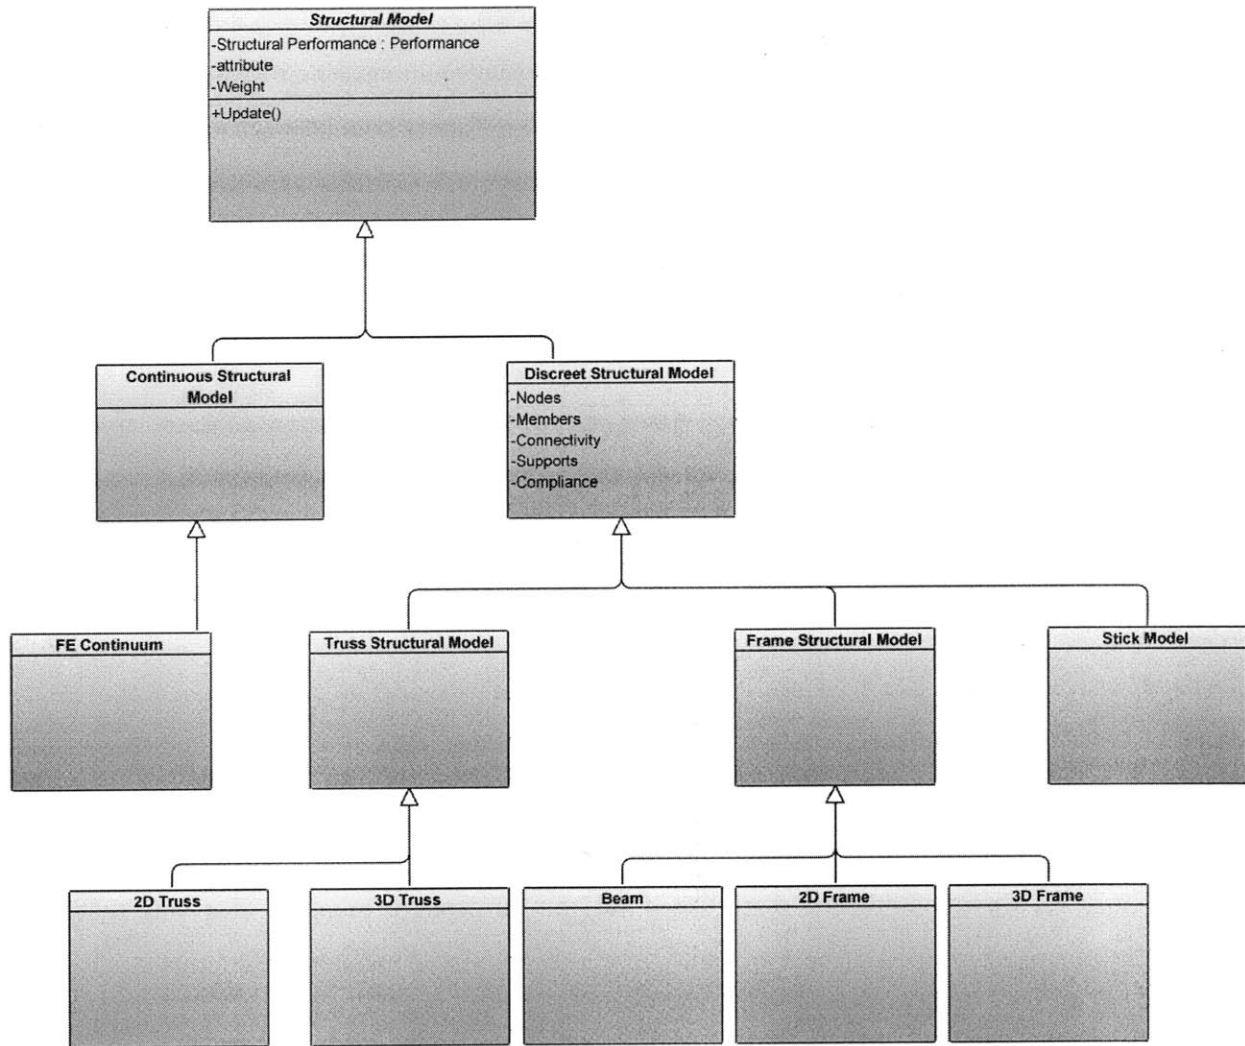 Structural Model
-Structural Performance : Performance
-attribute
-Weight
+Update()
Continuous Structural
Model
Discreet Structural Model
-Nodes
-Members
-Connectivity
-Supports
-Compliance
FE Continuum
Truss Structural Model
Frame Structural Model
Stick Model
2D Truss
3D Truss
Beam
2D Frame
3D Frame